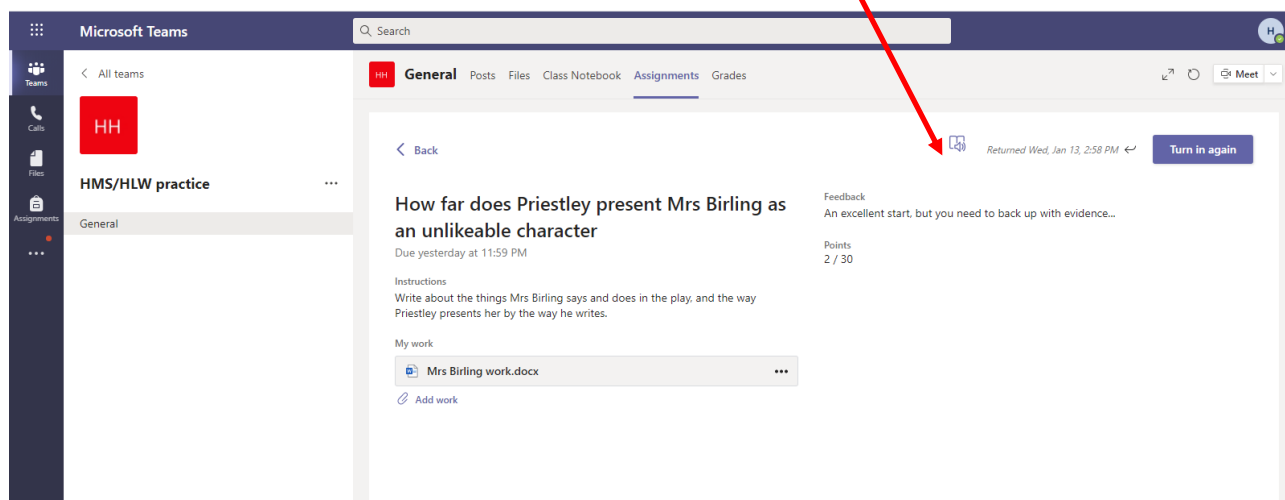 Microsoft Teams
Search
H
Teams
Calls
Files
Assignments
All teams
HH
HMS/HLW practice
General
HH General Posts Files Class Notebook Assignments Grades
Meet
Back
Returned Wed, Jan 13, 2:58 PM
Turn in again
How far does Priestley present Mrs Birling as
an unlikeable character
Due yesterday at 11:59 PM
Instructions
Write about the things Mrs Birling says and does in the play, and the way
Priestley presents her by the way he writes.
My work
Mrs Birling work.docx
Add work
Feedback
An excellent start, but you need to back up with evidence...
Points
2 / 30